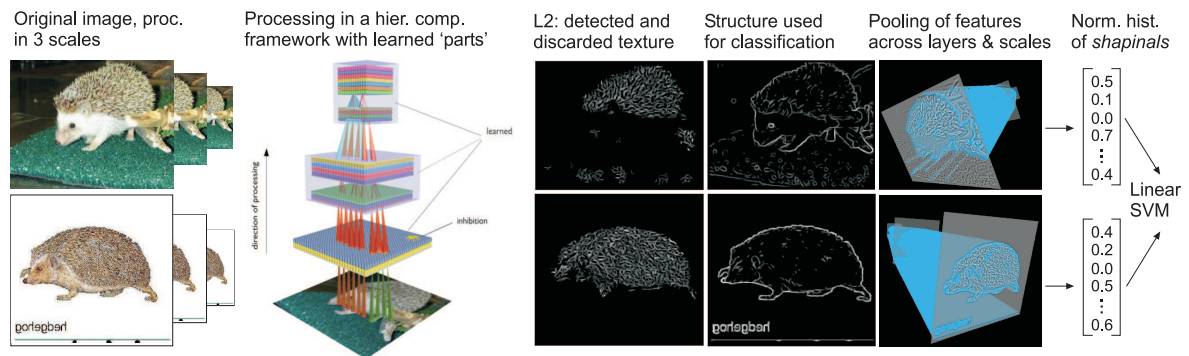 Original image, proc.
in 3 scales
Processing in a hier. comp.
framework with learned 'parts'
L2: detected and
discarded texture
Structure used
for classification
Pooling of features
across layers & scales
Norm. hist.
of shapinals
direction of processing
learned
inhibition
hedgehog
hedgehog
0.5
0.1
0.0
0.7
⋮
0.4
0.4
0.2
0.0
0.5
⋮
0.6
Linear
SVM